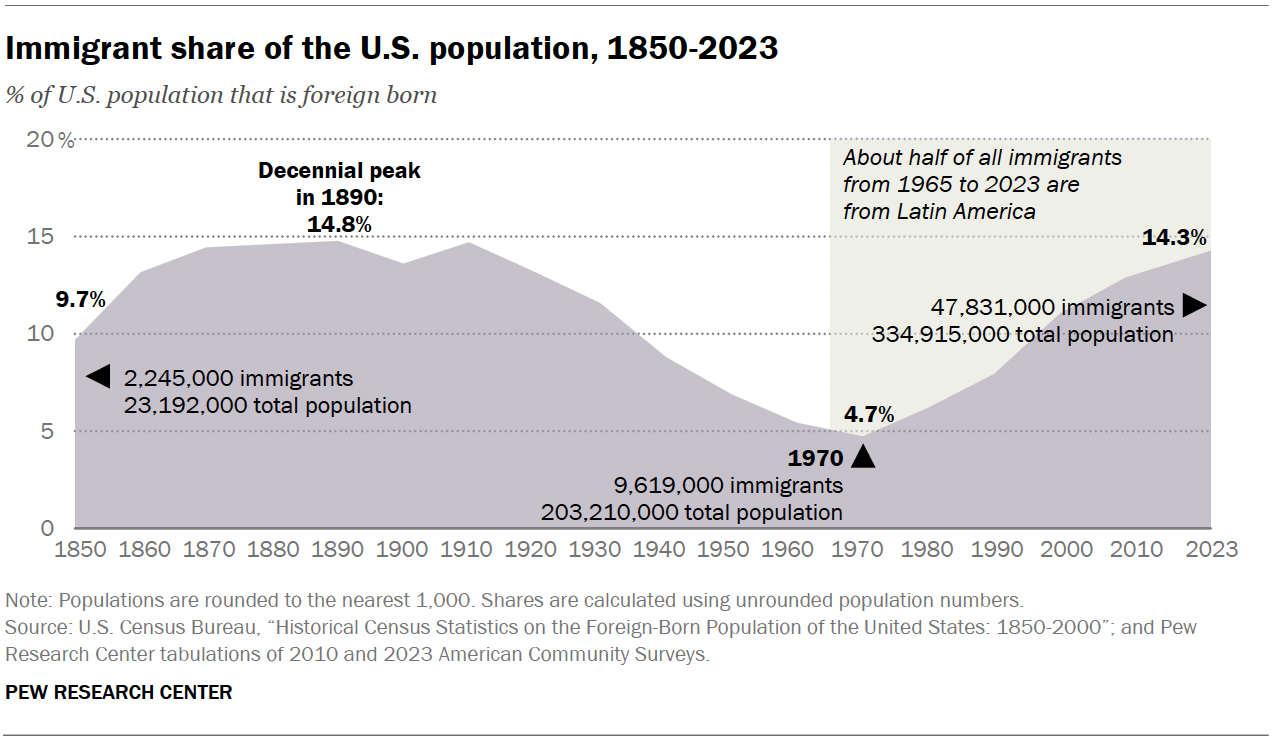 Immigrant share of the U.S. population, 1850-2023
% of U.S. population that is foreign born
20%
Decennial peak
in 1890:
14.8%
About half of all immigrants
from 1965 to 2023 are
from Latin America
15
14.3%
9.7%
47,831,000 immigrants
334,915,000 total population
10
2,245,000 immigrants
23,192,000 total population
4.7%
5
1970
9,619,000 immigrants
203,210,000 total population
0
1850 1860 1870 1880 1890 1900 1910 1920 1930 1940 1950 1960 1970 1980 1990 2000 2010 2023
Note: Populations are rounded to the nearest 1,000. Shares are calculated using unrounded population numbers.
Source: U.S. Census Bureau, “Historical Census Statistics on the Foreign-Born Population of the United States: 1850-2000”; and Pew
Research Center tabulations of 2010 and 2023 American Community Surveys.
PEW RESEARCH CENTER